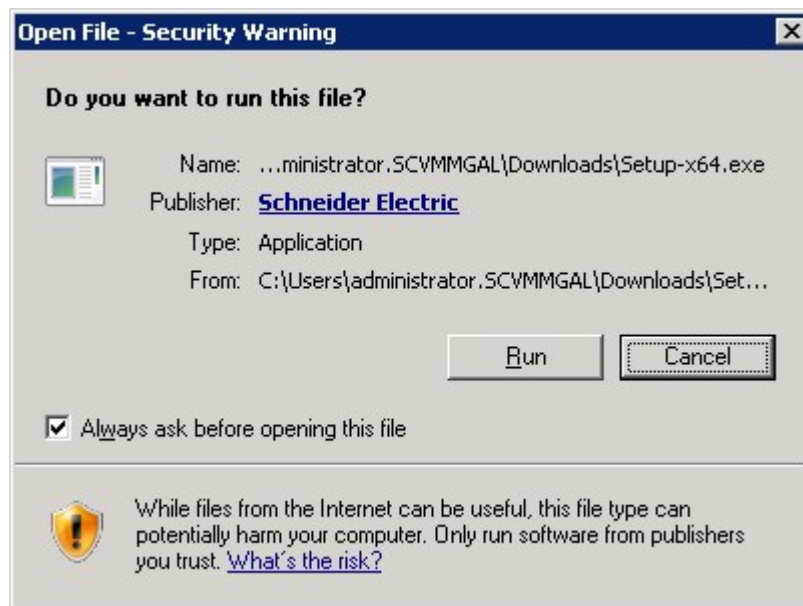 Open File - Security Warning
Do you want to run this file?
Name: ...ministrator.SCVMMGAL\Downloads\Setup-x64.exe
Publisher: Schneider Electric
Type: Application
From: C:\Users\administrator.SCVMMGAL\Downloads\Set...
Run Cancel
Always ask before opening this file
While files from the Internet can be useful, this file type can
potentially harm your computer. Only run software from publishers
you trust. What's the risk?